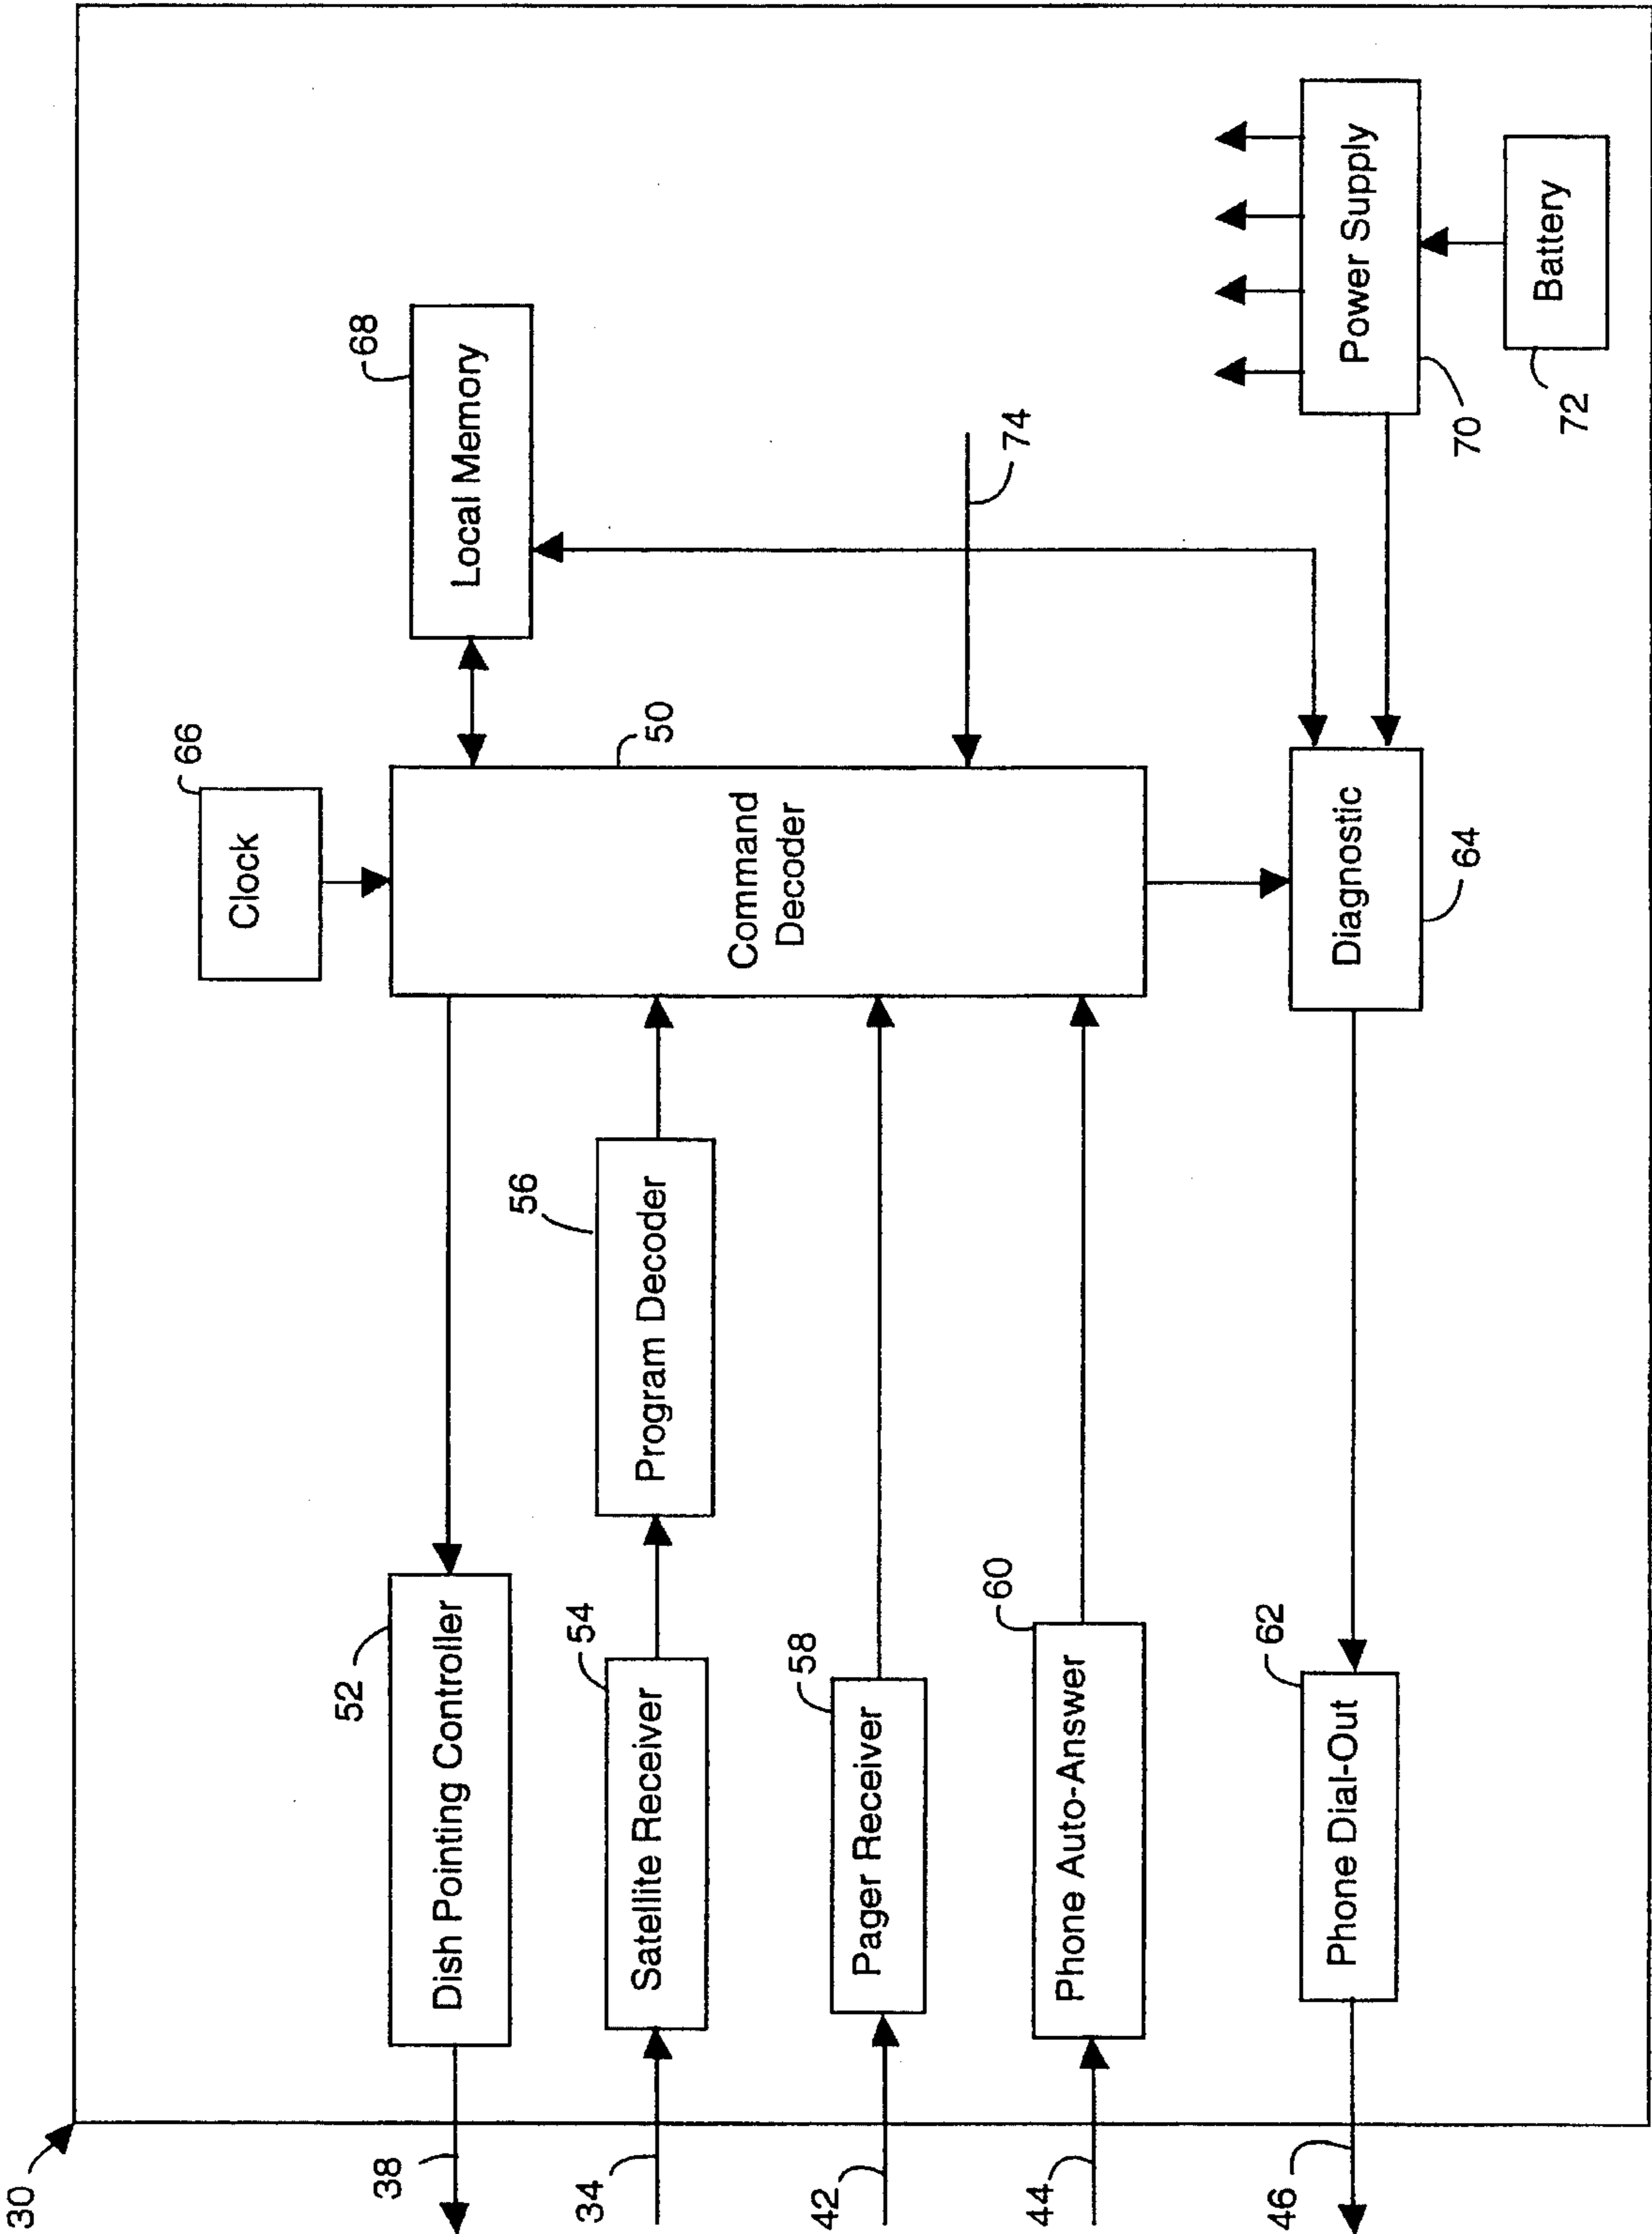 30
38
34
42
44
46
52
Dish Pointing Controller
54
Satellite Receiver
56
Program Decoder
58
Pager Receiver
60
Phone Auto-Answer
62
Phone Dial-Out
66
Clock
50
Command
Decoder
64
Diagnostic
68
Local Memory
74
70
Power Supply
72
Battery